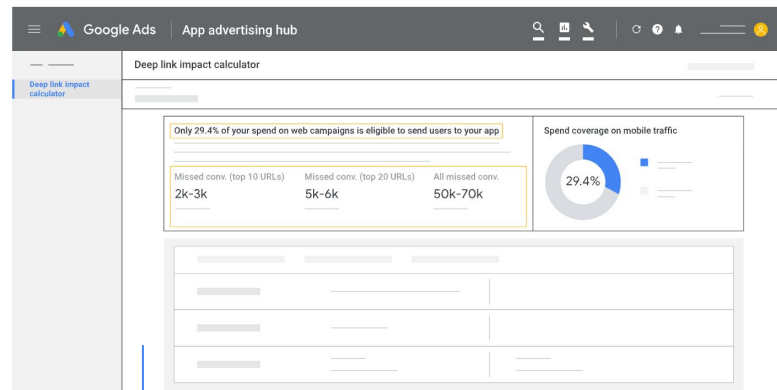 Google Ads
App advertising hub
Deep link impact calculator
Deep link impact
calculator
Only 29.4% of your spend on web campaigns is eligible to send users to your app
Spend coverage on mobile traffic
Missed conv. (top 10 URLs)
Missed conv. (top 20 URLs)
All missed conv.
2k-3k
5k-6k
50k-70k
29.4%